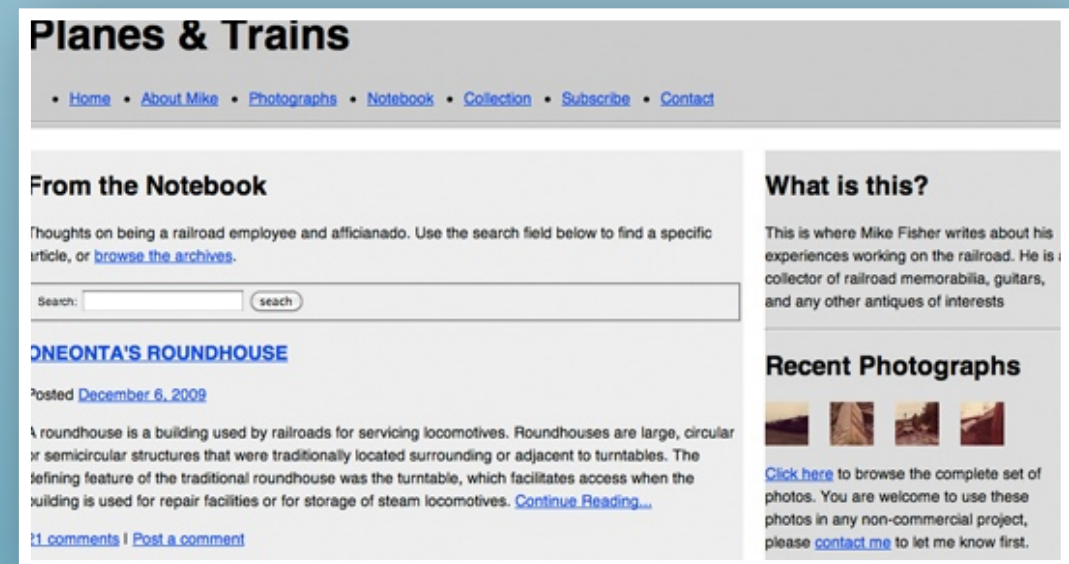 Planes & Trains
• Home • About Mike • Photographs • Notebook • Collection • Subscribe • Contact
From the Notebook
Thoughts on being a railroad employee and afficianado. Use the search field below to find a specific
article, or browse the archives.
Search: seach
ONEONTA'S ROUNDHOUSE
Posted December 6, 2009
A roundhouse is a building used by railroads for servicing locomotives. Roundhouses are large, circular
or semicircular structures that were traditionally located surrounding or adjacent to turntables. The
defining feature of the traditional roundhouse was the turntable, which facilitates access when the
building is used for repair facilities or for storage of steam locomotives. Continue Reading...
21 comments | Post a comment
What is this?
This is where Mike Fisher writes about his
experiences working on the railroad. He is a
collector of railroad memorabilia, guitars,
and any other antiques of interests
Recent Photographs
Click here to browse the complete set of
photos. You are welcome to use these
photos in any non-commercial project,
please contact me to let me know first.